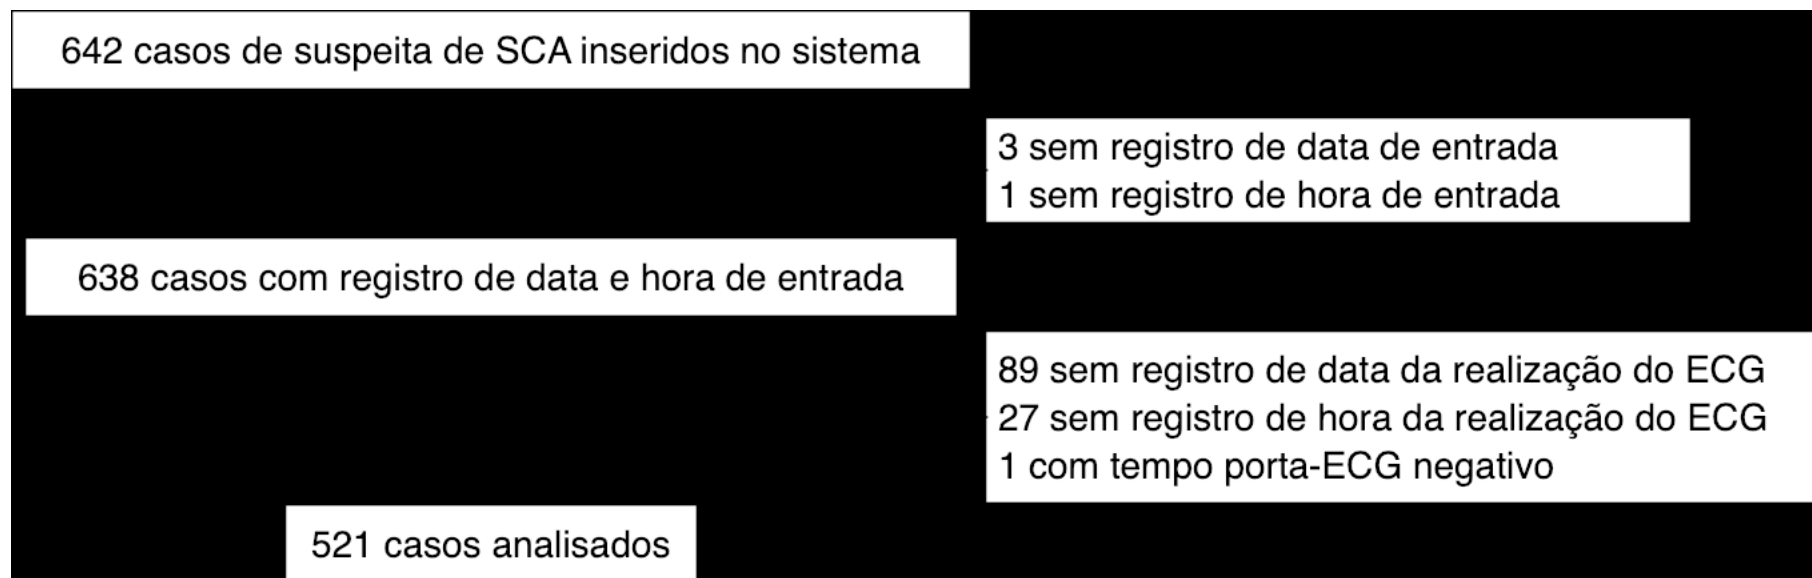 642 casos de suspeita de SCA inseridos no sistema
3 sem registro de data de entrada
1 sem registro de hora de entrada
638 casos com registro de data e hora de entrada
89 sem registro de data da realização do ECG
27 sem registro de hora da realização do ECG
1 com tempo porta-ECG negativo
521 casos analisados